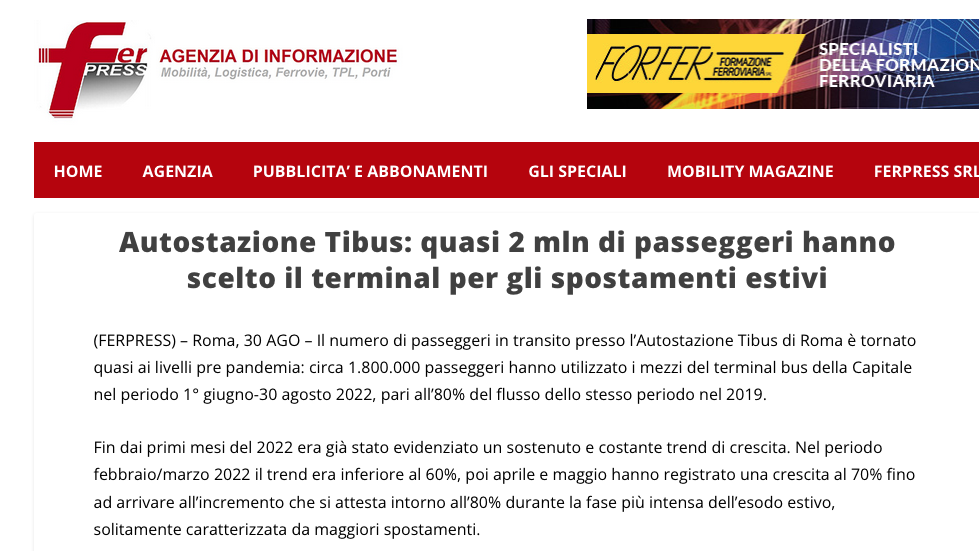 fer
PRESS
AGENZIA DI INFORMAZIONE
Mobilità, Logistica, Ferrovie, TPL, Porti
FOR.FER
FORMAZIONE
FERROVIARIA SRL
SPECIALISTI
DELLA FORMAZION
FERROVIARIA
HOME AGENZIA PUBBLICITA’ E ABBONAMENTI GLI SPECIALI MOBILITY MAGAZINE FERPRESS SRL
Autostazione Tibus: quasi 2 mln di passeggeri hanno
scelto il terminal per gli spostamenti estivi
(FERPRESS) – Roma, 30 AGO – Il numero di passeggeri in transito presso l’Autostazione Tibus di Roma è tornato
quasi ai livelli pre pandemia: circa 1.800.000 passeggeri hanno utilizzato i mezzi del terminal bus della Capitale
nel periodo 1° giugno-30 agosto 2022, pari all’80% del flusso dello stesso periodo nel 2019.
Fin dai primi mesi del 2022 era già stato evidenziato un sostenuto e costante trend di crescita. Nel periodo
febbraio/marzo 2022 il trend era inferiore al 60%, poi aprile e maggio hanno registrato una crescita al 70% fino
ad arrivare all’incremento che si attesta intorno all’80% durante la fase più intensa dell’esodo estivo,
solitamente caratterizzata da maggiori spostamenti.